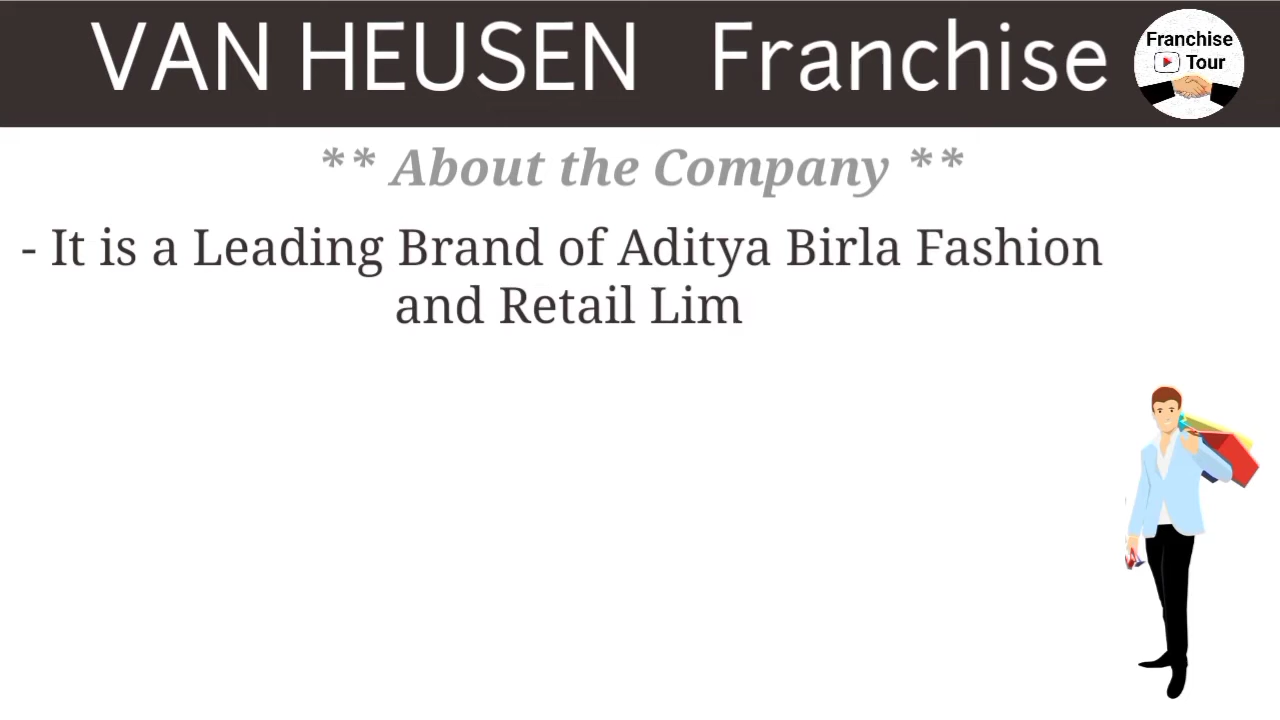 VAN HEUSEN Franchise
Franchise
Tour
** About the Company **
- It is a Leading Brand of Aditya Birla Fashion
and Retail Lim